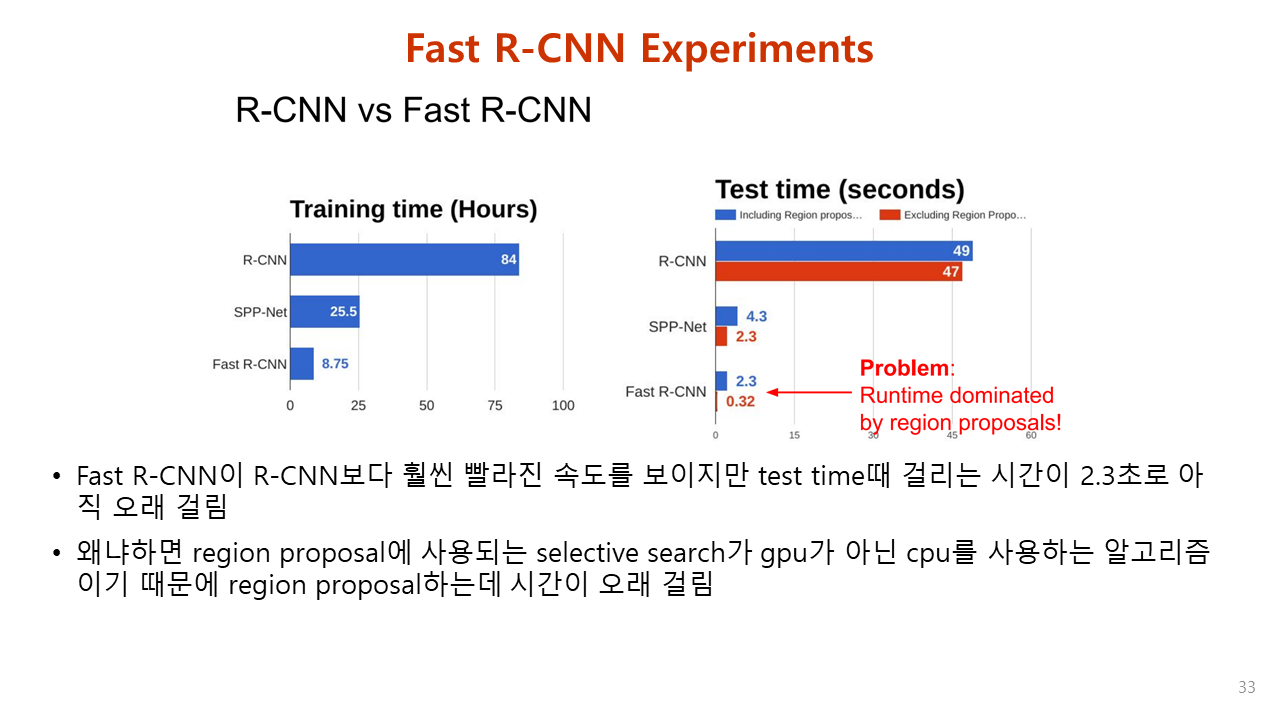 Fast R-CNN Experiments
R-CNN vs Fast R-CNN
Training time (Hours)
R-CNN
84
SPP-Net
25.5
Fast R-CNN
8.75
0 25 50 75 100
Test time (seconds)
Including Region propos... Excluding Region Propo...
R-CNN
49
47
SPP-Net
4.3
2.3
Fast R-CNN
2.3
0.32
0 15 30 45 60
Problem:
Runtime dominated
by region proposals!
• Fast R-CNN이 R-CNN보다 훨씬 빨라진 속도를 보이지만 test time때 걸리는 시간이 2.3초로 아
직 오래 걸림
• 왜냐하면 region proposal에 사용되는 selective search가 gpu가 아닌 cpu를 사용하는 알고리즘
이기 때문에 region proposal하는데 시간이 오래 걸림
33